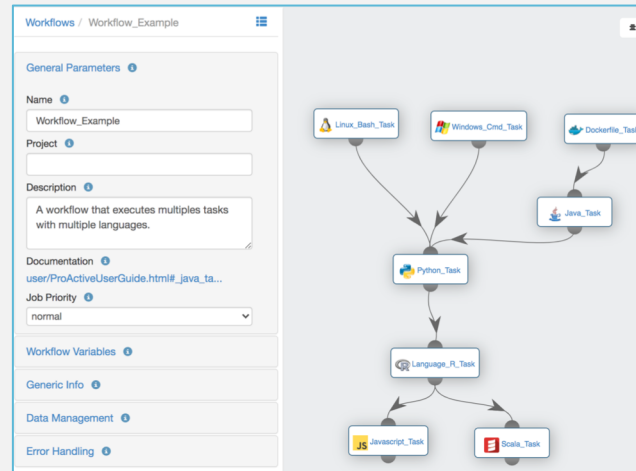 Workflows / Workflow_Example
General Parameters
Name
Workflow_Example
Project
Description
A workflow that executes multiples tasks
with multiple languages.
Documentation
user/ProActiveUserGuide.html#_java_ta...
Job Priority
normal
Workflow Variables
Generic Info
Data Management
Error Handling
Linux_Bash_Task
Windows_Cmd_Task
Dockerfile_Task
Java_Task
Python_Task
Language_R_Task
JS Javascript_Task
Scala_Task